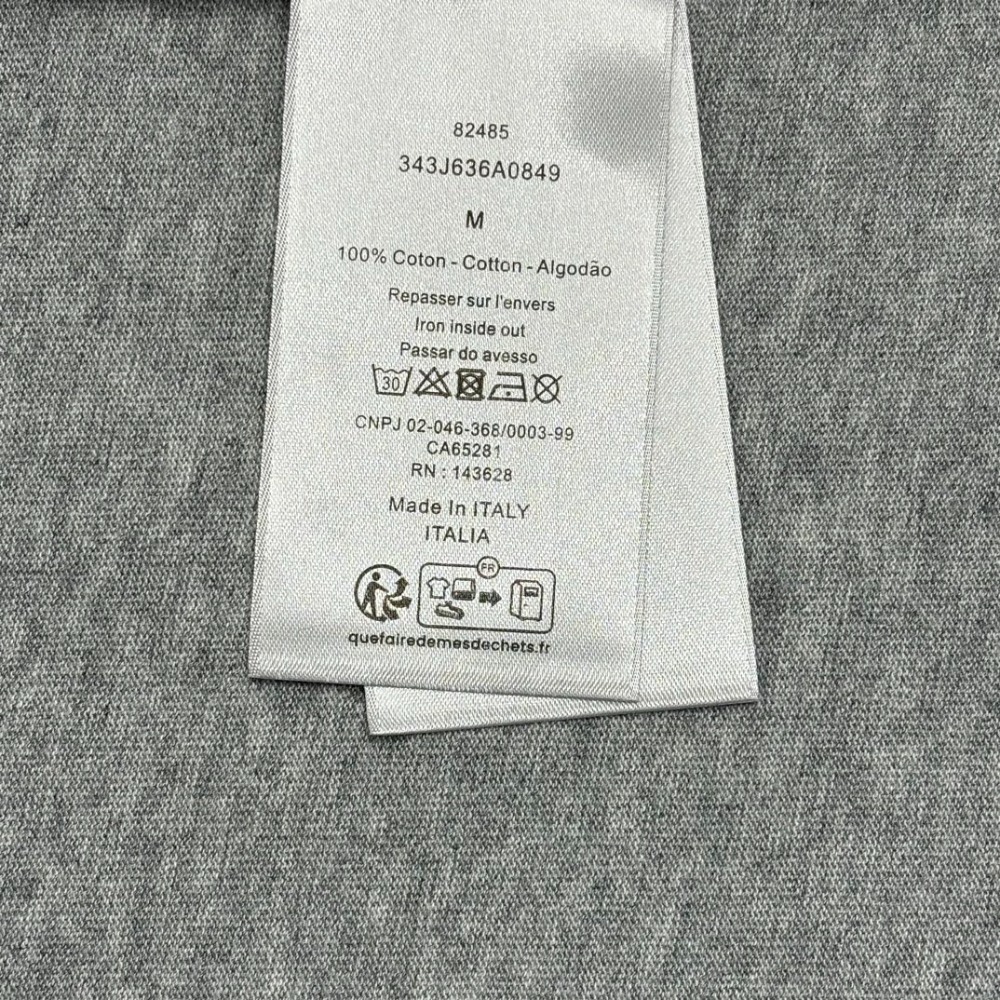 82485
343J636A0849
M
100% Coton - Cotton - Algodão
Repasser sur l'envers
Iron inside out
Passar do avesso
30
CNPJ 02-046-368/0003-99
CA65281
RN : 143628
Made In ITALY
ITALIA
FR
quefairedemesdechets.fr